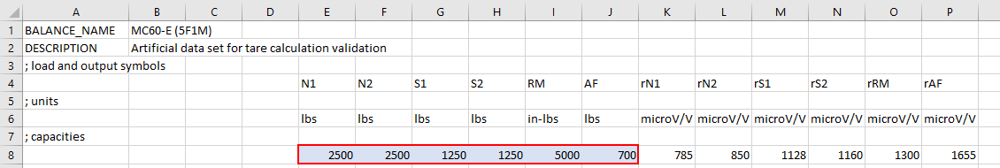 A B C D E F G H I J K L M N O P
1 BALANCE_NAME MC60-E (5F1M)
2 DESCRIPTION Artificial data set for tare calculation validation
3 ; load and output symbols
4 N1 N2 S1 S2 RM AF rN1 rN2 rS1 rS2 rRM rAF
5 ; units
6 lbs lbs lbs lbs in-lbs lbs microV/V microV/V microV/V microV/V microV/V microV/V
7 ; capacities
8 2500 2500 1250 1250 5000 700 785 850 1128 1160 1300 1655